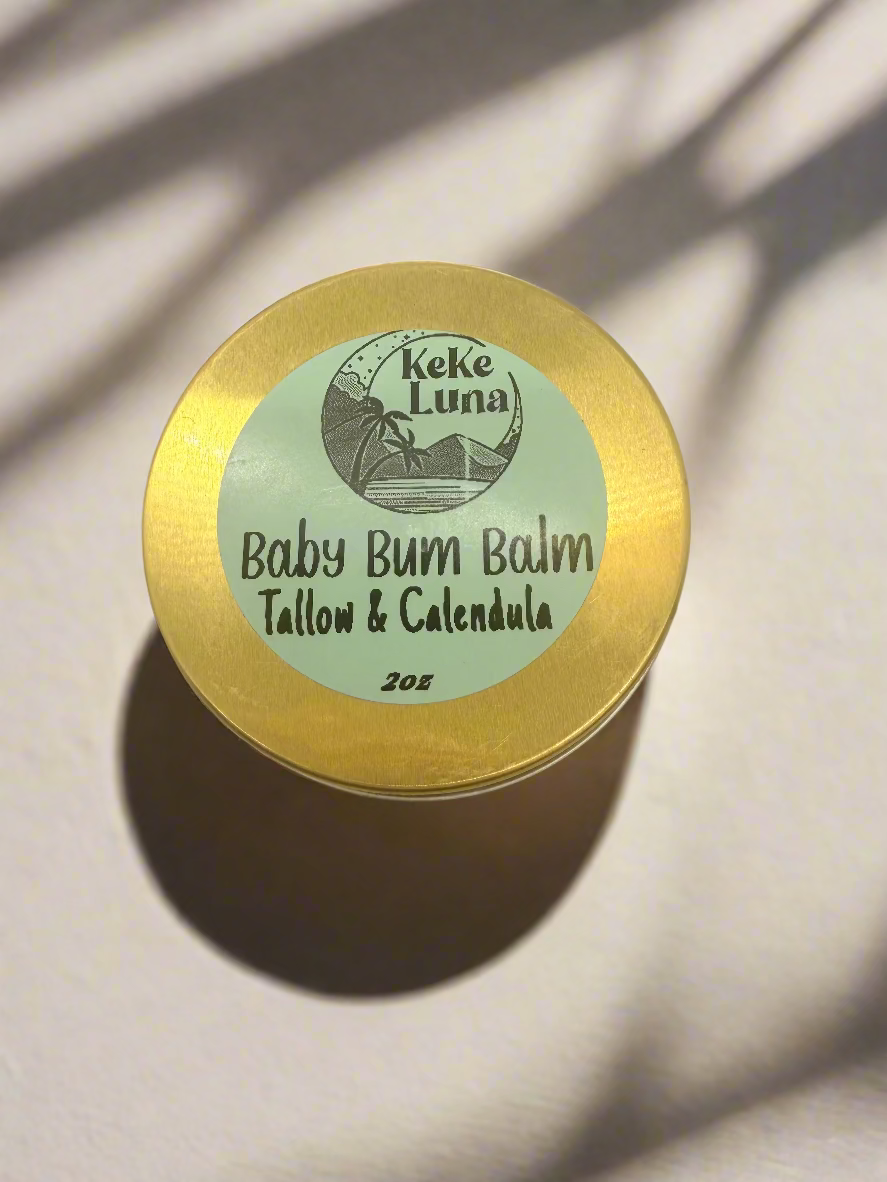 KeKe
Luna
Baby Bum Balm
Tallow & Calendula
2oz